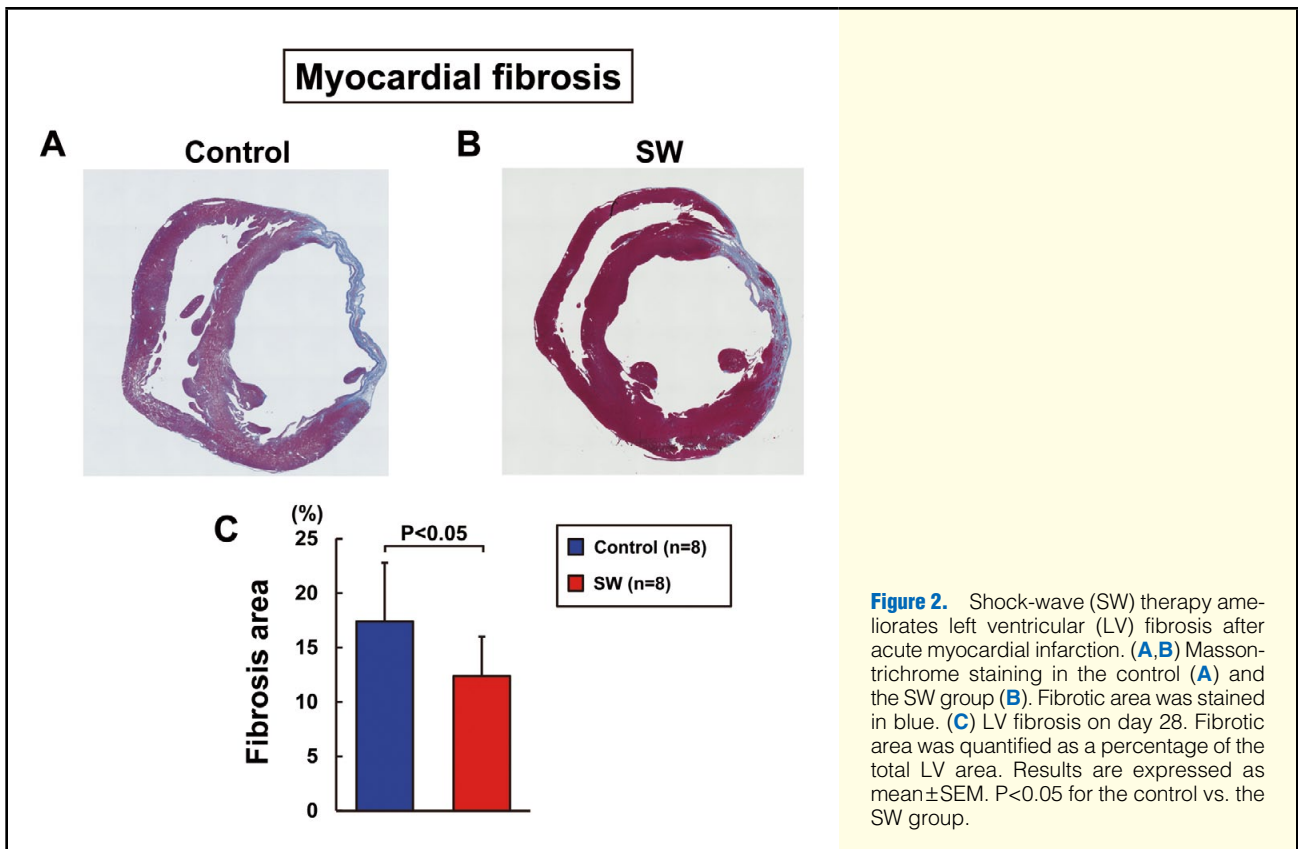 Myocardial fibrosis
A
Control
B
SW
C
(%)
25
20
15
10
5
0
Fibrosis area
P<0.05
Control (n=8)
SW (n=8)
Figure 2. Shock-wave (SW) therapy ame-
liorates left ventricular (LV) fibrosis after
acute myocardial infarction. (A,B) Masson-
trichrome staining in the control (A) and
the SW group (B). Fibrotic area was stained
in blue. (C) LV fibrosis on day 28. Fibrotic
area was quantified as a percentage of the
total LV area. Results are expressed as
mean±SEM. P<0.05 for the control vs. the
SW group.